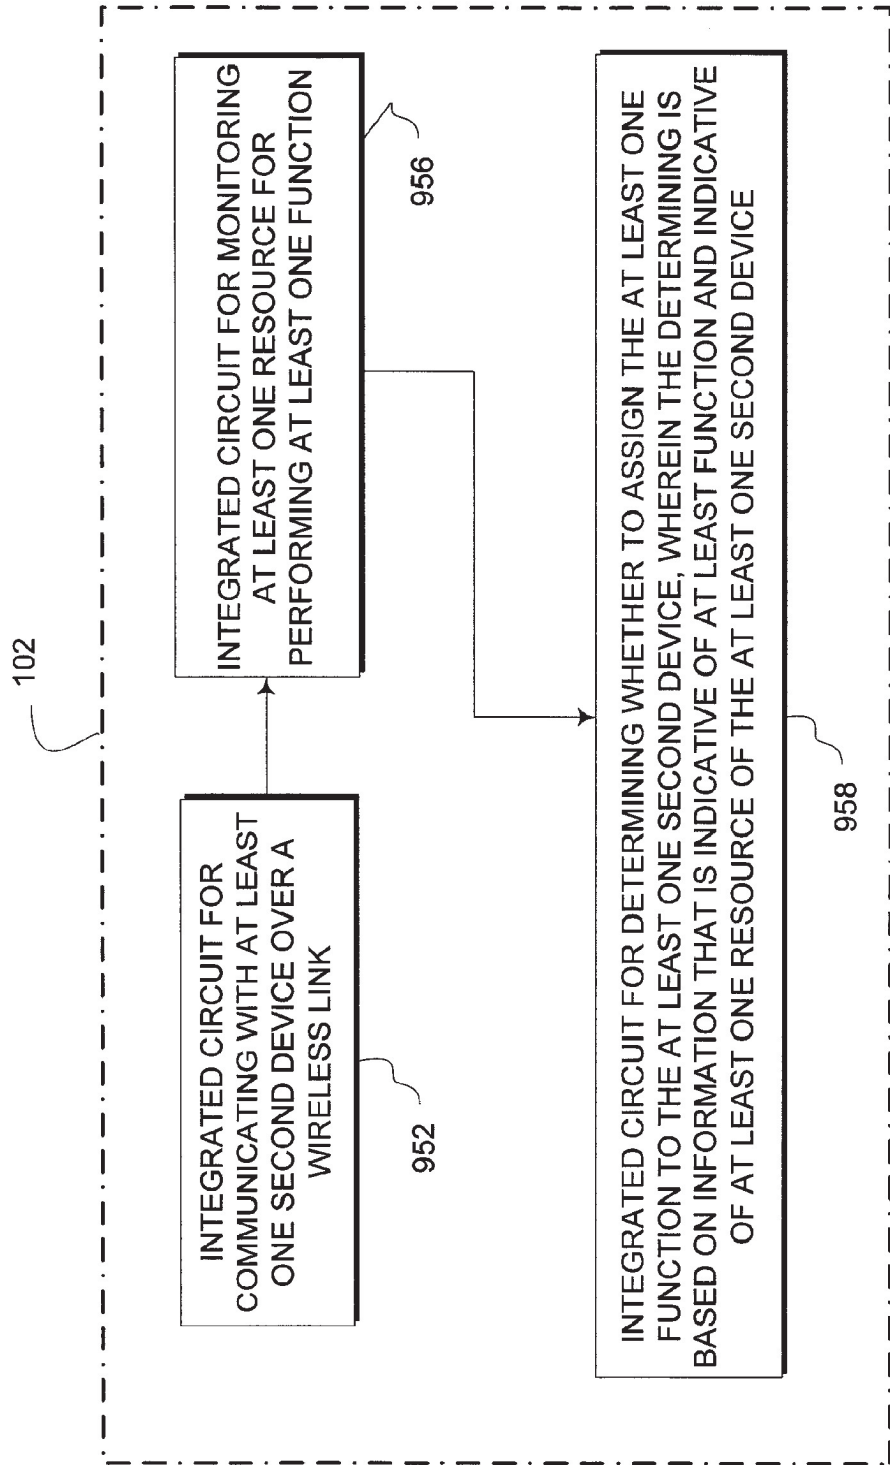 102
INTEGRATED CIRCUIT FOR
COMMUNICATING WITH AT LEAST
ONE SECOND DEVICE OVER A
WIRELESS LINK
952
INTEGRATED CIRCUIT FOR MONITORING
AT LEAST ONE RESOURCE FOR
PERFORMING AT LEAST ONE FUNCTION
956
INTEGRATED CIRCUIT FOR DETERMINING WHETHER TO ASSIGN THE AT LEAST ONE
FUNCTION TO THE AT LEAST ONE SECOND DEVICE, WHEREIN THE DETERMINING IS
BASED ON INFORMATION THAT IS INDICATIVE OF AT LEAST FUNCTION AND INDICATIVE
OF AT LEAST ONE RESOURCE OF THE AT LEAST ONE SECOND DEVICE
958